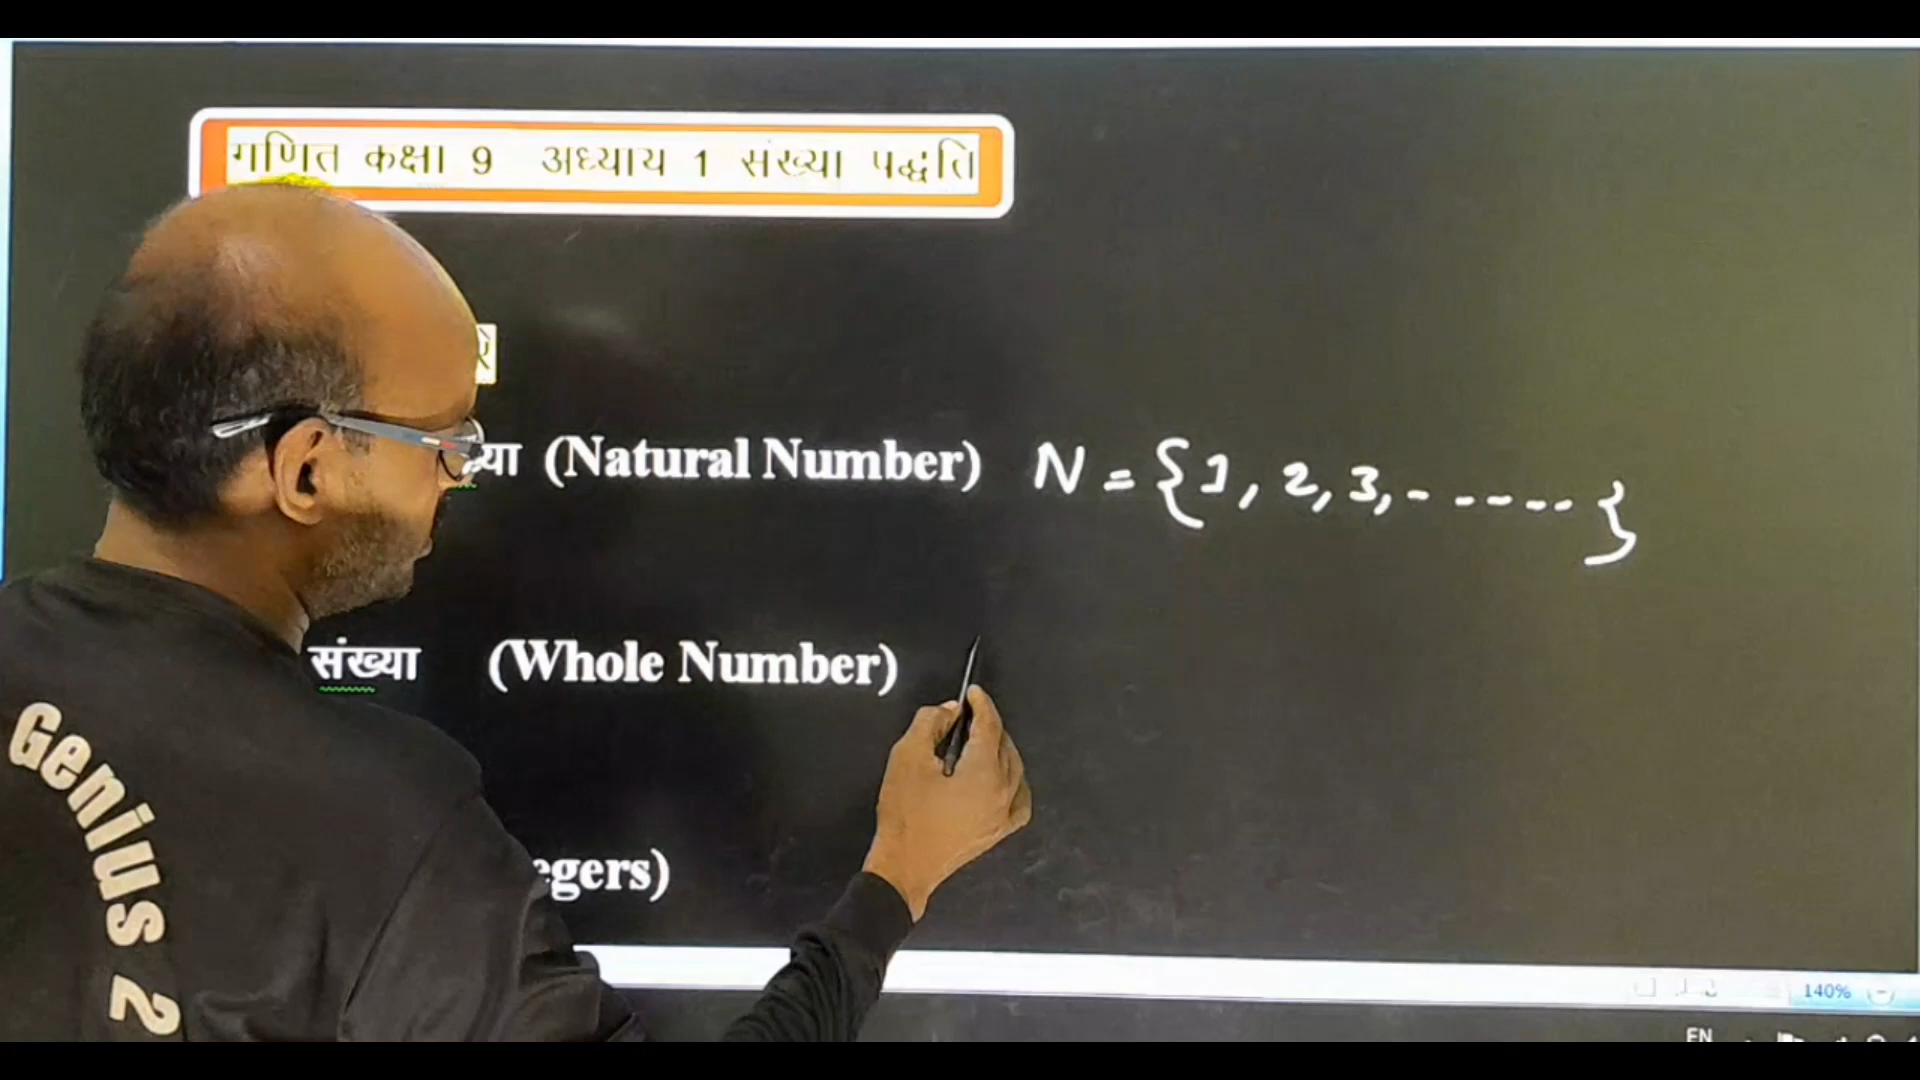 गणित कक्षा 9 अध्याय 1 संख्या पद्धति
(Natural Number) N = {1, 2, 3, - - - - - }
संख्या (Whole Number)
egers)
Genius 2
140%
EN